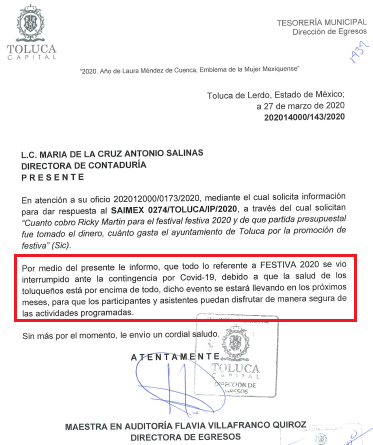 TOLUCA
CAPITAL
TESORERÍA MUNICIPAL
Dirección de Egresos
1939
"2020. Año de Laura Méndez de Cuenca, Emblema de la Mujer Mexiquense"
Toluca de Lerdo, Estado de México;
a 27 de marzo de 2020
202014000/143/2020
L.C. MARIA DE LA CRUZ ANTONIO SALINAS
DIRECTORA DE CONTADURÍA
P R E S E N T E
En atención a su oficio 202012000/0173/2020, mediante el cual solicita información
para dar respuesta al SAIMEX 0274/TOLUCA/IP/2020, a través del cual solicitan
"Cuanto cobro Ricky Martin para el festival festiva 2020 y de que partida presupuestal
fue tomado el dinero, cuánto gasta el ayuntamiento de Toluca por la promoción de
festiva" (Sic).
Por medio del presente le informo, que todo lo referente a FESTIVA 2020 se vio
interrumpido ante la contingencia por Covid-19, debido a que la salud de los
toluqueños está por encima de todo, dicho evento se estará llevando en los próximos
meses, para que los participantes y asistentes puedan disfrutar de manera segura de
las actividades programadas.
Sin más por el momento, le envío un cordial saludo.
A T E N T A M E N T E
TOLUCA
DIRECCIÓN DE
EGRESOS
MAESTRA EN AUDITORÍA FLAVIA VILLAFRANCO QUIROZ
DIRECTORA DE EGRESOS